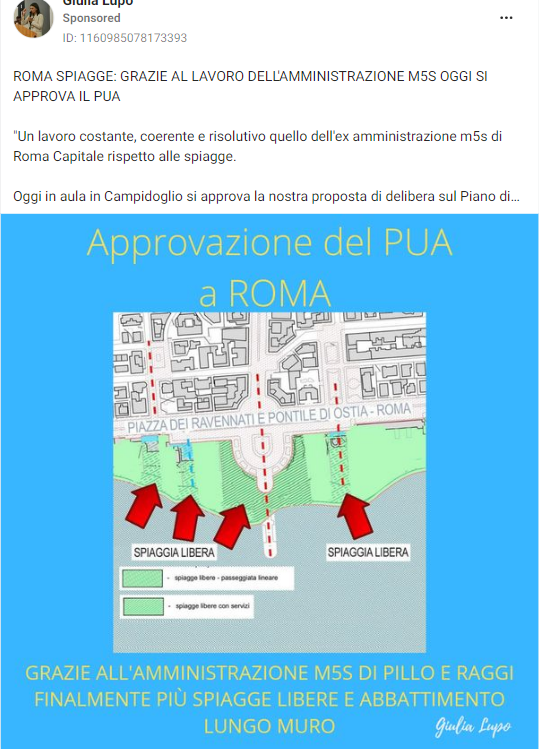 Giulia Lupo
Sponsored
ID: 1160985078173393
ROMA SPIAGGE: GRAZIE AL LAVORO DELL'AMMINISTRAZIONE M5S OGGI SI
APPROVA IL PUA
"Un lavoro costante, coerente e risolutivo quello dell'ex amministrazione m5s di
Roma Capitale rispetto alle spiagge.
Oggi in aula in Campidoglio si approva la nostra proposta di delibera sul Piano di…
Approvazione del PUA
a ROMA
PIAZZA DEI RAVENNATI E PONTILE DI OSTIA - ROMA
SPIAGGIA LIBERA
SPIAGGIA LIBERA
- spiagge libere - passeggiata lineare
- spiagge libere con servizi
GRAZIE ALL'AMMINISTRAZIONE M5S DI PILLO E RAGGI
FINALMENTE PIÙ SPIAGGE LIBERE E ABBATTIMENTO
LUNGO MURO
Giulia Lupo